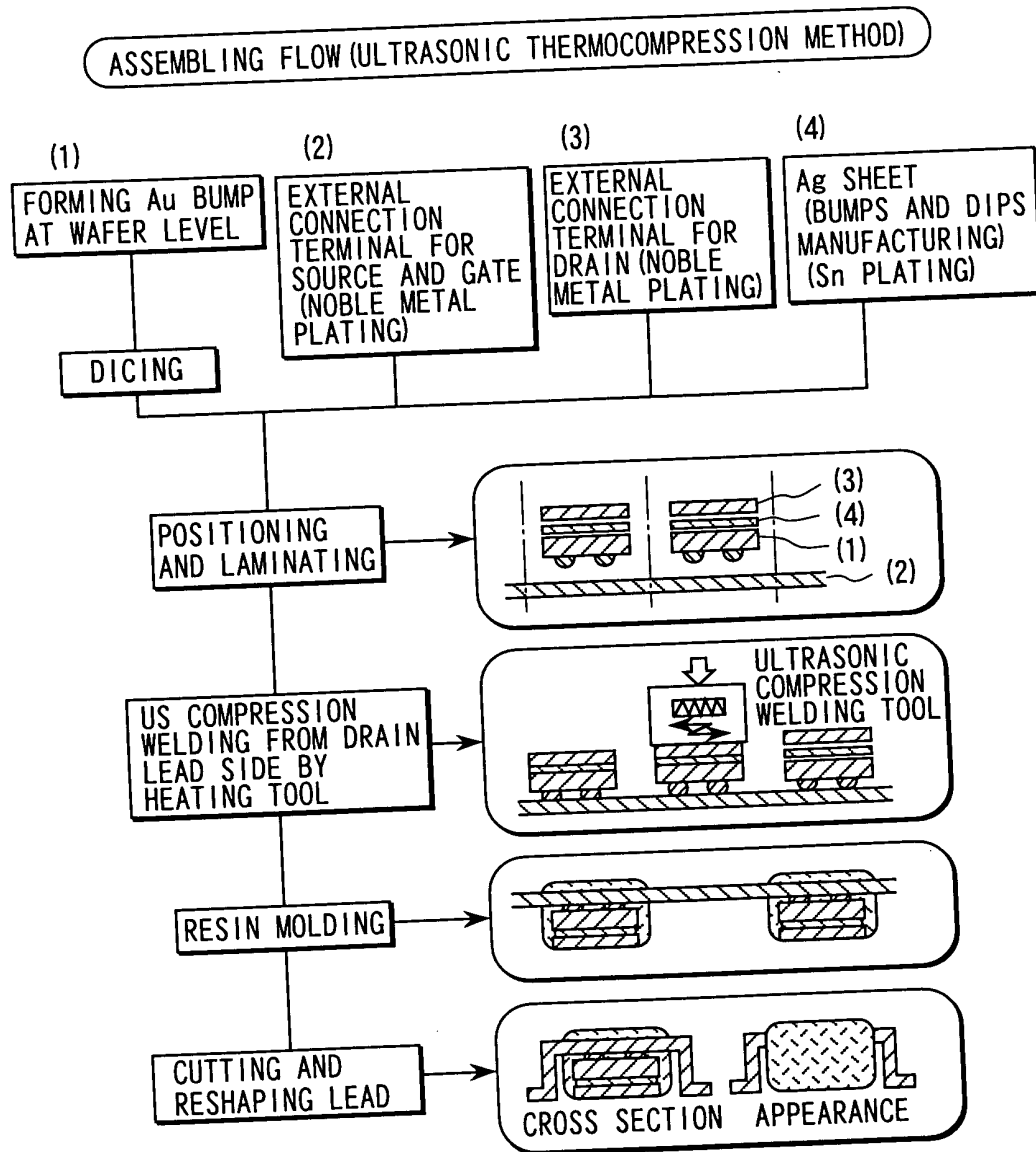 ASSEMBLING FLOW (ULTRASONIC THERMOCOMPRESSION METHOD)
(1)
FORMING Au BUMP
AT WAFER LEVEL
(2)
EXTERNAL
CONNECTION
TERMINAL FOR
SOURCE AND GATE
(NOBLE METAL
PLATING)
(3)
EXTERNAL
CONNECTION
TERMINAL FOR
DRAIN (NOBLE
METAL PLATING)
(4)
Ag SHEET
(BUMPS AND DIPS
MANUFACTURING)
(Sn PLATING)
DICING
POSITIONING
AND LAMINATING
(3)
(4)
(1)
(2)
US COMPRESSION
WELDING FROM DRAIN
LEAD SIDE BY
HEATING TOOL
ULTRASONIC
COMPRESSION
WELDING TOOL
RESIN MOLDING
CUTTING AND
RESHAPING LEAD
CROSS SECTION
APPEARANCE